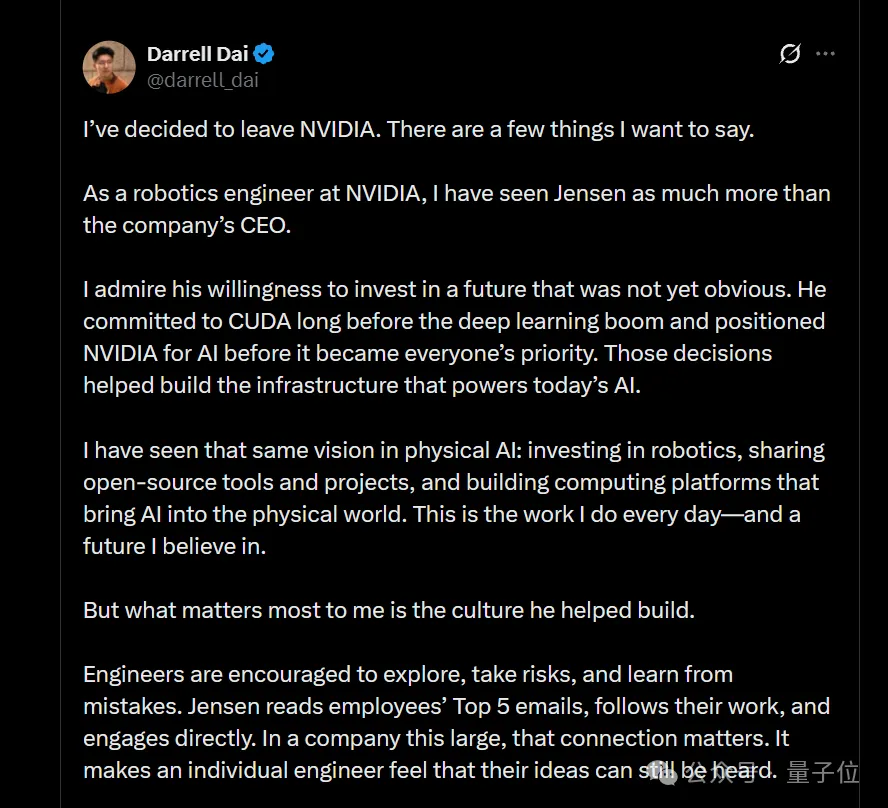 Darrell Dai
@darrell_dai
I’ve decided to leave NVIDIA. There are a few things I want to say.
As a robotics engineer at NVIDIA, I have seen Jensen as much more than
the company’s CEO.
I admire his willingness to invest in a future that was not yet obvious. He
committed to CUDA long before the deep learning boom and positioned
NVIDIA for AI before it became everyone’s priority. Those decisions
helped build the infrastructure that powers today’s AI.
I have seen that same vision in physical AI: investing in robotics, sharing
open-source tools and projects, and building computing platforms that
bring AI into the physical world. This is the work I do every day—and a
future I believe in.
But what matters most to me is the culture he helped build.
Engineers are encouraged to explore, take risks, and learn from
mistakes. Jensen reads employees’ Top 5 emails, follows their work, and
engages directly. In a company this large, that connection matters. It
makes an individual engineer feel that their ideas can still be heard.
公众号 · 量子位